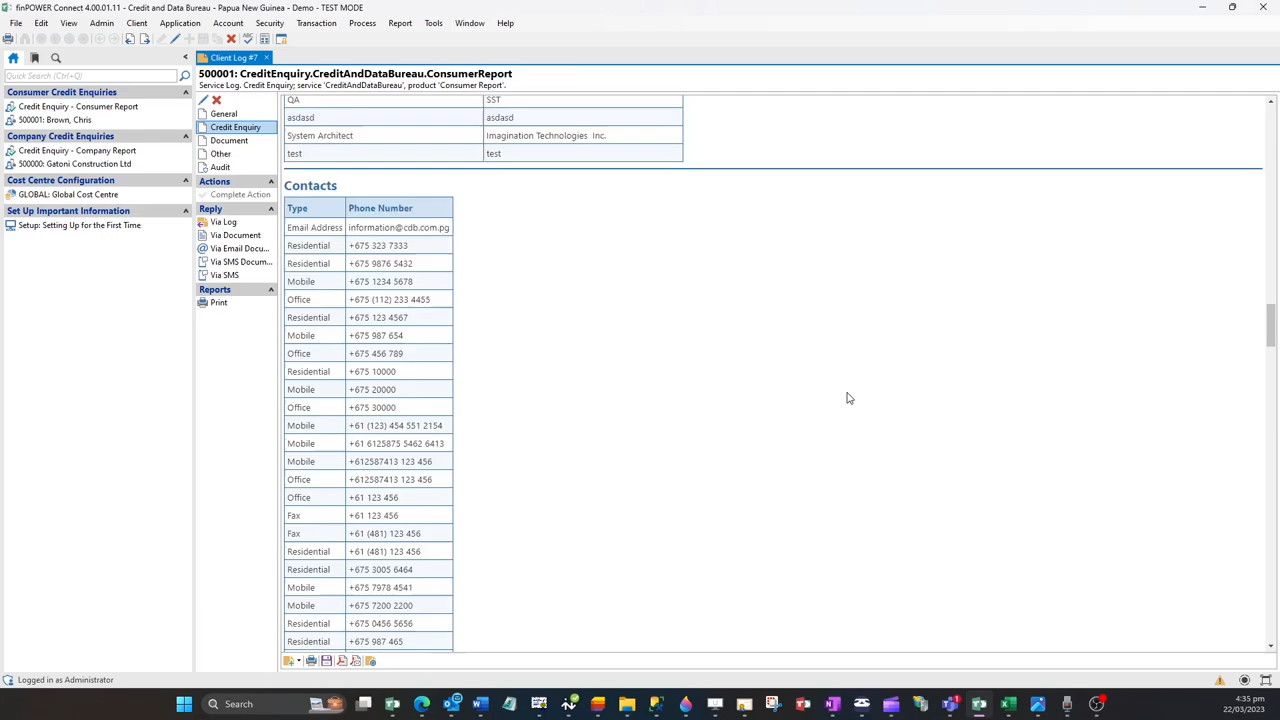 finPOWER Connect 4.00.01.11 - Credit and Data Bureau - Papua New Guinea - Demo - TEST MODE
File Edit View Admin Client Application Account Security Transaction Process Report Tools Window Help
Quick Search (Ctrl+Q)
Consumer Credit Enquiries
Credit Enquiry - Consumer Report
500001: Brown, Chris
Company Credit Enquiries
Credit Enquiry - Company Report
500000: Gatoni Construction Ltd
Cost Centre Configuration
GLOBAL: Global Cost Centre
Set Up Important Information
Setup: Setting Up for the First Time
Client Log #7
500001: CreditEnquiry.CreditAndDataBureau.ConsumerReport
Service Log. Credit Enquiry; service 'CreditAndDataBureau', product 'Consumer Report'.
General
Credit Enquiry
Document
Other
Audit
Actions
Complete Action
Reply
Via Log
Via Document
Via Email Docu...
Via SMS Docum...
Via SMS
Reports
Print
QA SST
asdasd asdasd
System Architect Imagination Technologies Inc.
test test
Contacts
Type Phone Number
Email Address information@cdb.com.pg
Residential +675 323 7333
Residential +675 9876 5432
Mobile +675 1234 5678
Office +675 (112) 233 4455
Residential +675 123 4567
Mobile +675 987 654
Office +675 456 789
Residential +675 10000
Mobile +675 20000
Office +675 30000
Mobile +61 (123) 454 551 2154
Mobile +61 6125875 5462 6413
Mobile +612587413 123 456
Office +612587413 123 456
Office +61 123 456
Fax +61 123 456
Fax +61 (481) 123 456
Residential +61 (481) 123 456
Residential +675 3005 6464
Mobile +675 7978 4541
Mobile +675 7200 2200
Residential +675 0456 5656
Residential +675 987 465
Logged in as Administrator
Search
4:35 pm
22/03/2023